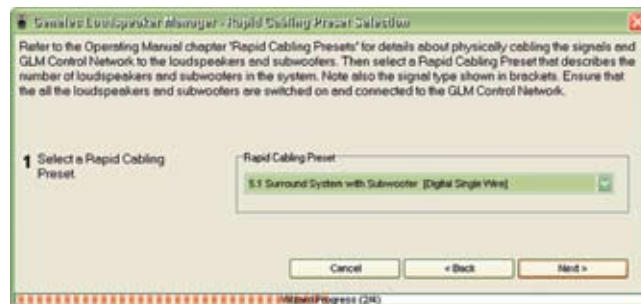 Genelec Loudspeaker Manager - Rapid Cabling Preset Selection
Refer to the Operating Manual chapter 'Rapid Cabling Presets' for details about physically cabling the signals and
GLM Control Network to the loudspeakers and subwoofers. Then select a Rapid Cabling Preset that describes the
number of loudspeakers and subwoofers in the system. Note also the signal type shown in brackets. Ensure that
the all the loudspeakers and subwoofers are switched on and connected to the GLM Control Network.
Rapid Cabling Preset
1 Select a Rapid Cabling
Preset
5.1 Surround System with Subwoofer [Digital Single Wire]
Cancel
< Back
Next >
Wizard Progress (2/4)